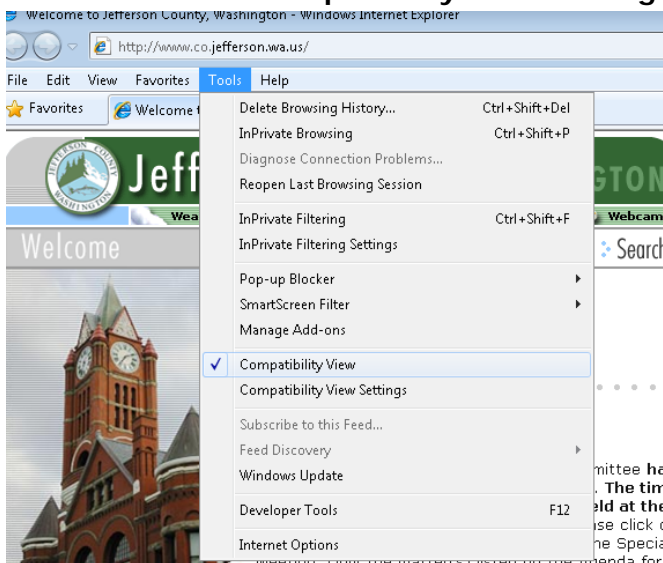 Welcome to Jefferson County, Washington - Windows Internet Explorer
http://www.co.jefferson.wa.us/
File Edit View Favorites Tools Help
Favorites Welcome
Delete Browsing History... Ctrl+Shift+Del
InPrivate Browsing Ctrl+Shift+P
Diagnose Connection Problems...
Reopen Last Browsing Session
InPrivate Filtering Ctrl+Shift+F
InPrivate Filtering Settings
Pop-up Blocker
SmartScreen Filter
Manage Add-ons
Compatibility View
Compatibility View Settings
Subscribe to this Feed...
Feed Discovery
Windows Update
Developer Tools F12
Internet Options
JEFFERSON COUNTY
WASHINGTON
Jeff
GTON
Wea
Webcam
Welcome
Search
mittee ha
. The tim
eld at the
se click
he Specia